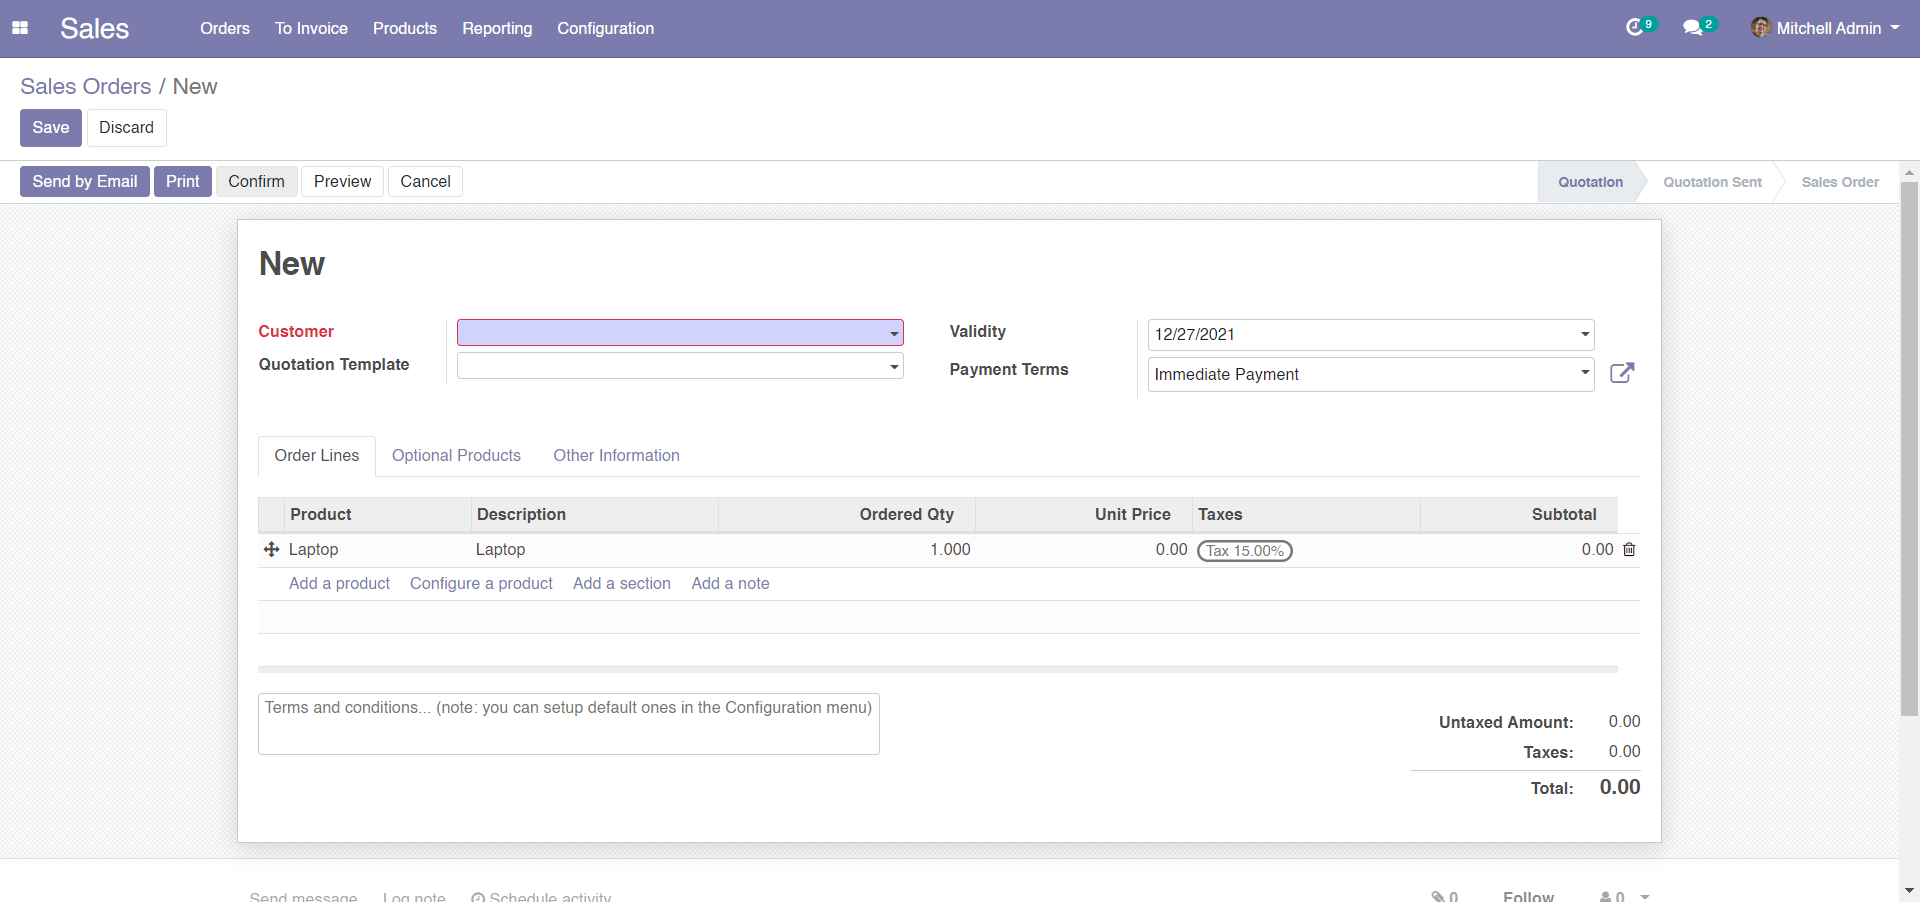 Sales Orders To Invoice Products Reporting Configuration 9 2 Mitchell Admin
Sales Orders / New
Save Discard
Send by Email Print Confirm Preview Cancel Quotation Quotation Sent Sales Order
New
Customer Validity 12/27/2021
Quotation Template Payment Terms Immediate Payment
Order Lines Optional Products Other Information
Product Description Ordered Qty Unit Price Taxes Subtotal
Laptop Laptop 1.000 0.00 Tax 15.00% 0.00
Add a product Configure a product Add a section Add a note
Terms and conditions... (note: you can setup default ones in the Configuration menu)
Untaxed Amount: 0.00
Taxes: 0.00
Total: 0.00
Send message Log note Schedule activity 0 Follow 0